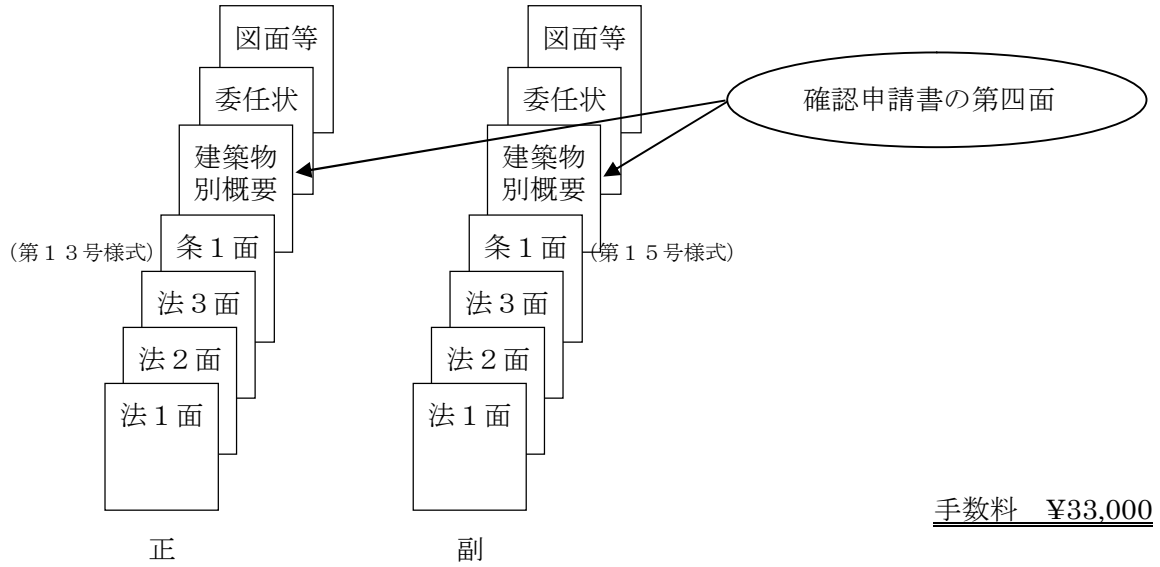 図面等
委任状
建築物
別概要
(第１３号様式)
条１面
法３面
法２面
法１面
正
図面等
委任状
建築物
別概要
条１面
(第１５号様式)
法３面
法２面
法１面
副
確認申請書の第四面
手数料　¥33,000